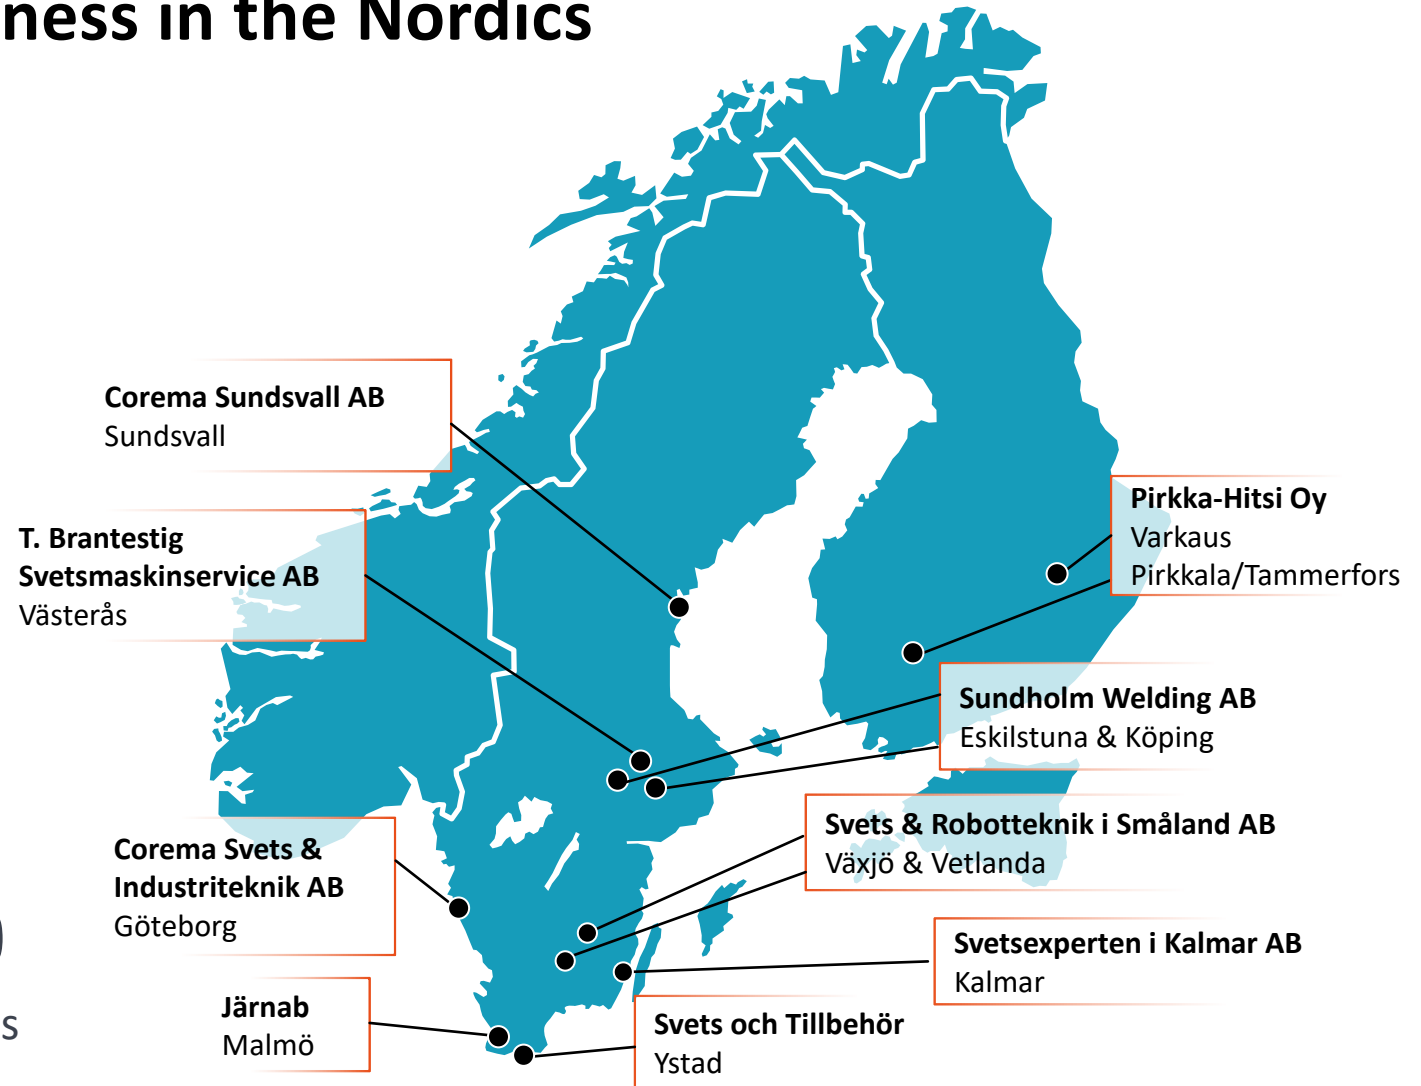 ness in the Nordics
Corema Sundsvall AB
Sundsvall
T. Brantestig
Svetsmaskinservice AB
Västerås
Pirkka-Hitsi Oy
Varkaus
Pirkkala/Tammerfors
Sundholm Welding AB
Eskilstuna & Köping
Svets & Robotteknik i Småland AB
Växjö & Vetlanda
Corema Svets &
Industriteknik AB
Göteborg
Svetsexperten i Kalmar AB
Kalmar
Järnab
Malmö
Svets och Tillbehör
Ystad
s